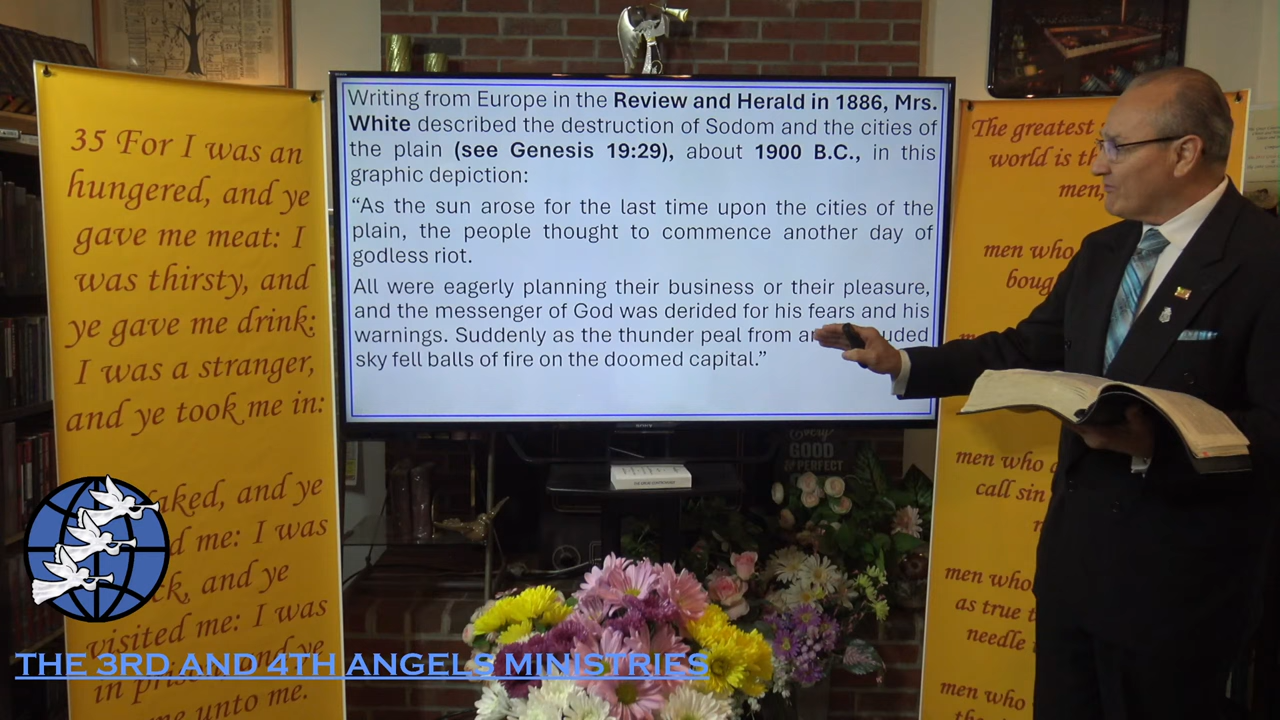 35 For I was an
hungered, and ye
gave me meat: I
was thirsty, and
ye gave me drink:
I was a stranger,
and ye took me in:
and ye
me: I was
and ye
visited me: I was
in and ye
unto me.
Writing from Europe in the Review and Herald in 1886, Mrs.
White described the destruction of Sodom and the cities of
the plain (see Genesis 19:29), about 1900 B.C., in this
graphic depiction:
“As the sun arose for the last time upon the cities of the
plain, the people thought to commence another day of
godless riot.
All were eagerly planning their business or their pleasure,
and the messenger of God was derided for his fears and his
warnings. Suddenly as the thunder peal from
sky fell balls of fire on the doomed capital.”
The greatest
world is
men,
men who
men who
call sin
men who
as true
needle
men who
GOOD
PERFECT
THE 3RD AND 4TH ANGELS MINISTRIES